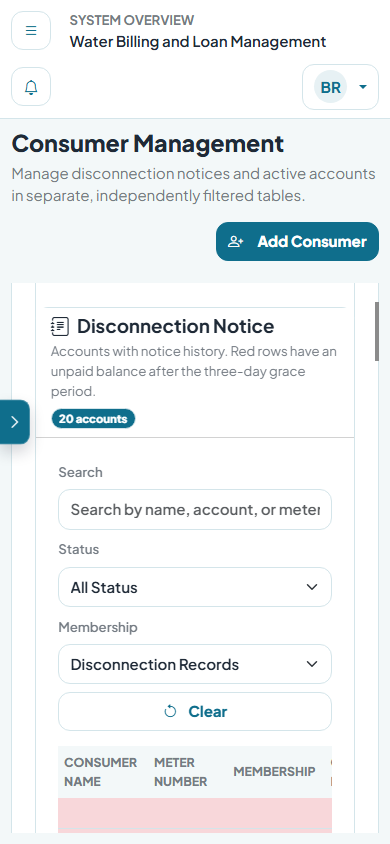 SYSTEM OVERVIEW
Water Billing and Loan Management
BR
Consumer Management
Manage disconnection notices and active accounts
in separate, independently filtered tables.
Add Consumer
Disconnection Notice
Accounts with notice history. Red rows have an
unpaid balance after the three-day grace
period.
20 accounts
Search
Search by name, account, or meter
Status
All Status
Membership
Disconnection Records
Clear
CONSUMER NAME
METER NUMBER
MEMBERSHIP